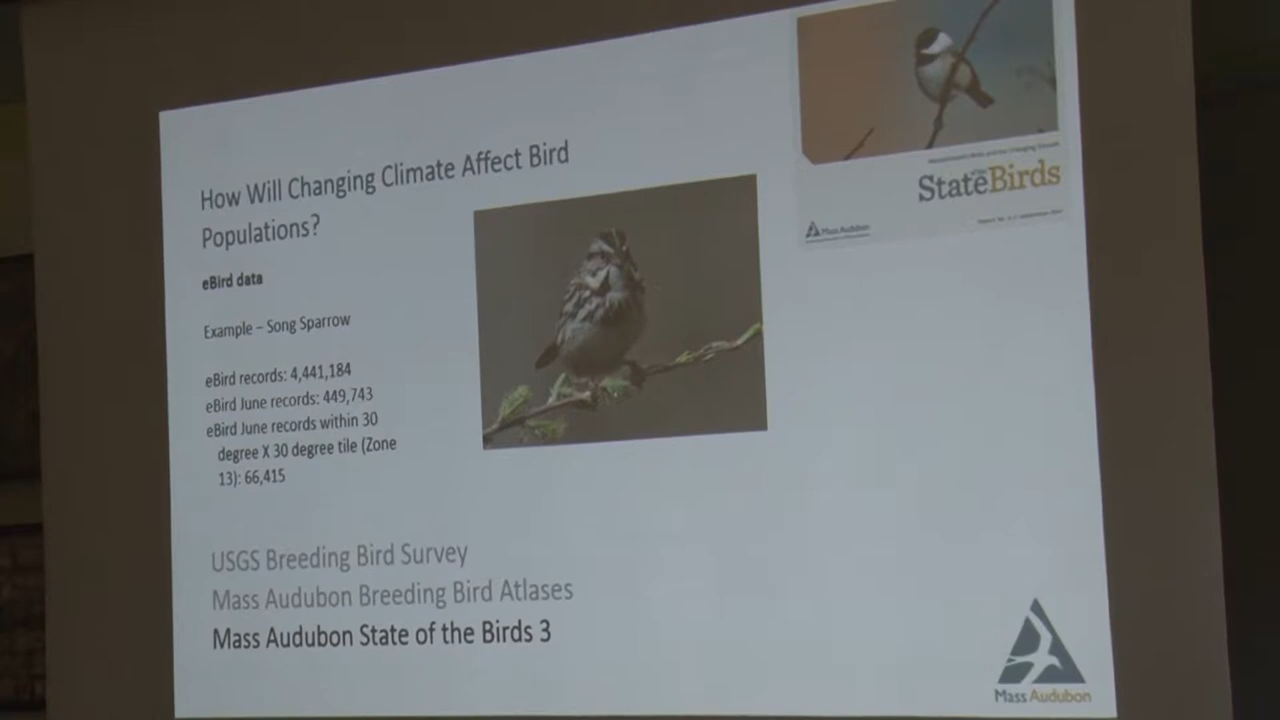 How Will Changing Climate Affect Bird
Populations?
eBird data
Example – Song Sparrow
eBird records: 4,441,184
eBird June records: 449,743
eBird June records within 30
degree X 30 degree tile (Zone
13): 66,415
USGS Breeding Bird Survey
Mass Audubon Breeding Bird Atlases
Mass Audubon State of the Birds 3
State Birds
Mass Audubon
Mass Audubon